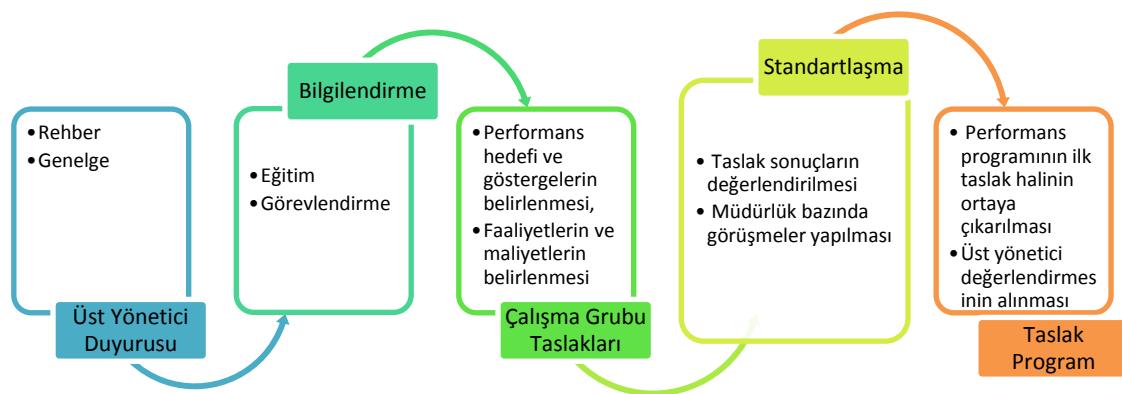 • Rehber
• Genelge
Üst Yönetici
Duyurusu
Bilgilendirme
• Eğitim
• Görevlendirme
• Performans
hedefi ve
göstergelerin
belirlenmesi,
• Faaliyetlerin ve
maliyetlerin
belirlenmesi
Çalışma Grubu
Taslakları
Standartlaşma
• Taslak sonuçların
değerlendirilmesi
• Müdürlük bazında
görüşmeler yapılması
• Performans
programının ilk
taslak halinin
ortaya
çıkarılması
• Üst yönetici
değerlendirmes
inin alınması
Taslak
Program